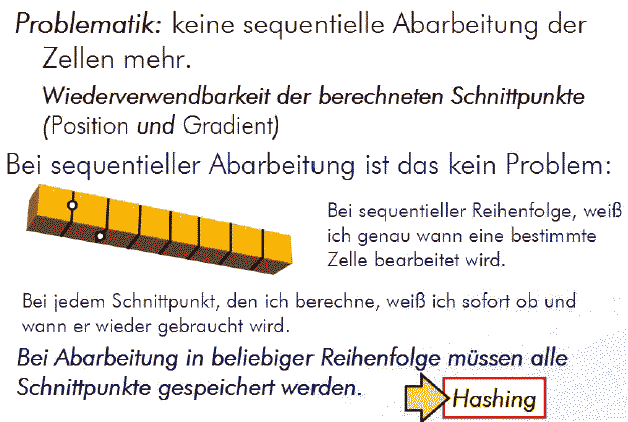 Problematik: keine sequentielle Abarbeitung der
Zellen mehr.
Wiederverwendbarkeit der berechneten Schnittpunkte
(Position und Gradient)
Bei sequentieller Abarbeitung ist das kein Problem:
Bei sequentieller Reihenfolge, weiß
ich genau wann eine bestimmte
Zelle bearbeitet wird.
Bei jedem Schnittpunkt, den ich berechne, weiß ich sofort ob und
wann er wieder gebraucht wird.
Bei Abarbeitung in beliebiger Reihenfolge müssen alle
Schnittpunkte gespeichert werden.
Hashing